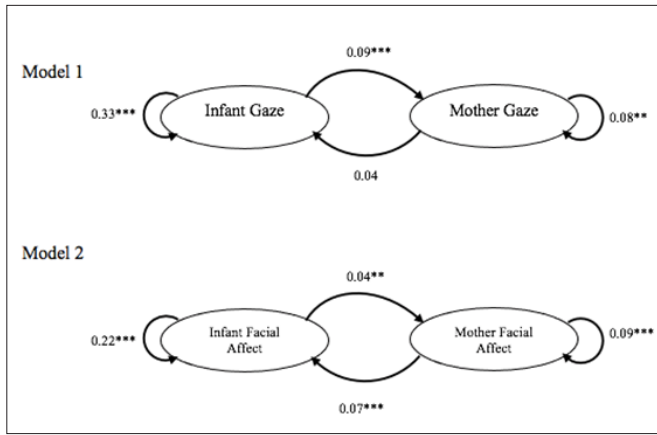 0.09***
Model 1
Infant Gaze
Mother Gaze
0.33***
0.08**
0.04
Model 2
0.04**
Infant Facial
Affect
Mother Facial
Affect
0.22***
0.09***
0.07***